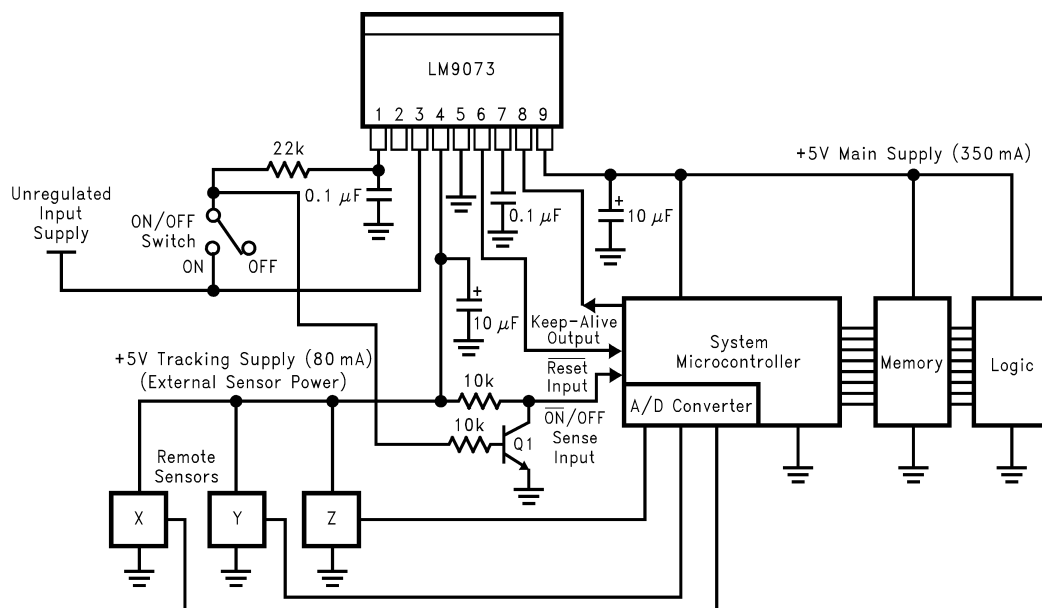 LM9073
1 2 3 4 5 6 7 8 9
22k
+5V Main Supply (350 mA)
Unregulated
Input
Supply
0.1 μF
0.1 μF
+
10 μF
ON/OFF
Switch
ON
OFF
+
10 μF
Keep-Alive
Output
System
Microcontroller
Memory
Logic
+5V Tracking Supply (80 mA)
(External Sensor Power)
10k
R̅e̅s̅e̅t̅
Input
A/D Converter
10k
Q1
O̅N̅/OFF
Sense
Input
Remote
Sensors
X
Y
Z